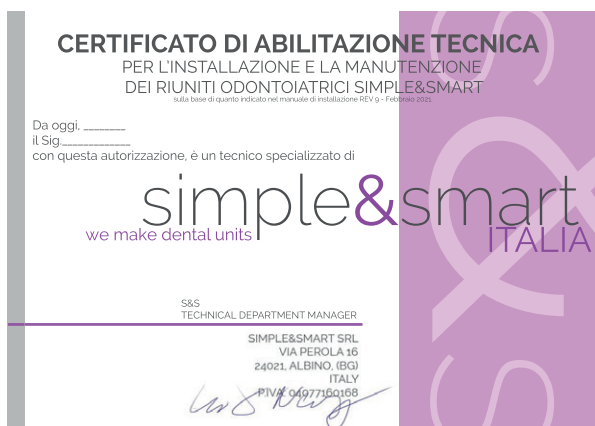 CERTIFICATO DI ABILITAZIONE TECNICA
PER L'INSTALLAZIONE E LA MANUTENZIONE
DEI RIUNITI ODONTOIATRICI SIMPLE&SMART
sulla base di quanto indicato nel manuale di installazione REV 9 - Febbraio 2021
Da oggi, ________
il Sig._____________
con questa autorizzazione, è un tecnico specializzato di
simple&smart
we make dental units
ITALIA
S&S
TECHNICAL DEPARTMENT MANAGER
SIMPLE&SMART SRL
VIA PEROLA 16
24021, ALBINO, (BG)
ITALY
P.IVA: 04077160168
S&S